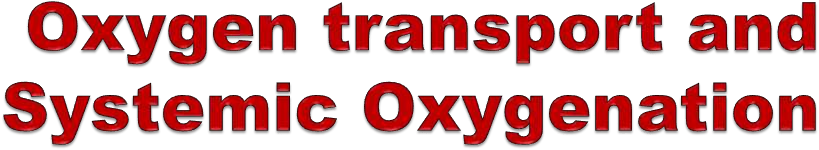 Oxygen transport and
Systemic Oxygenation